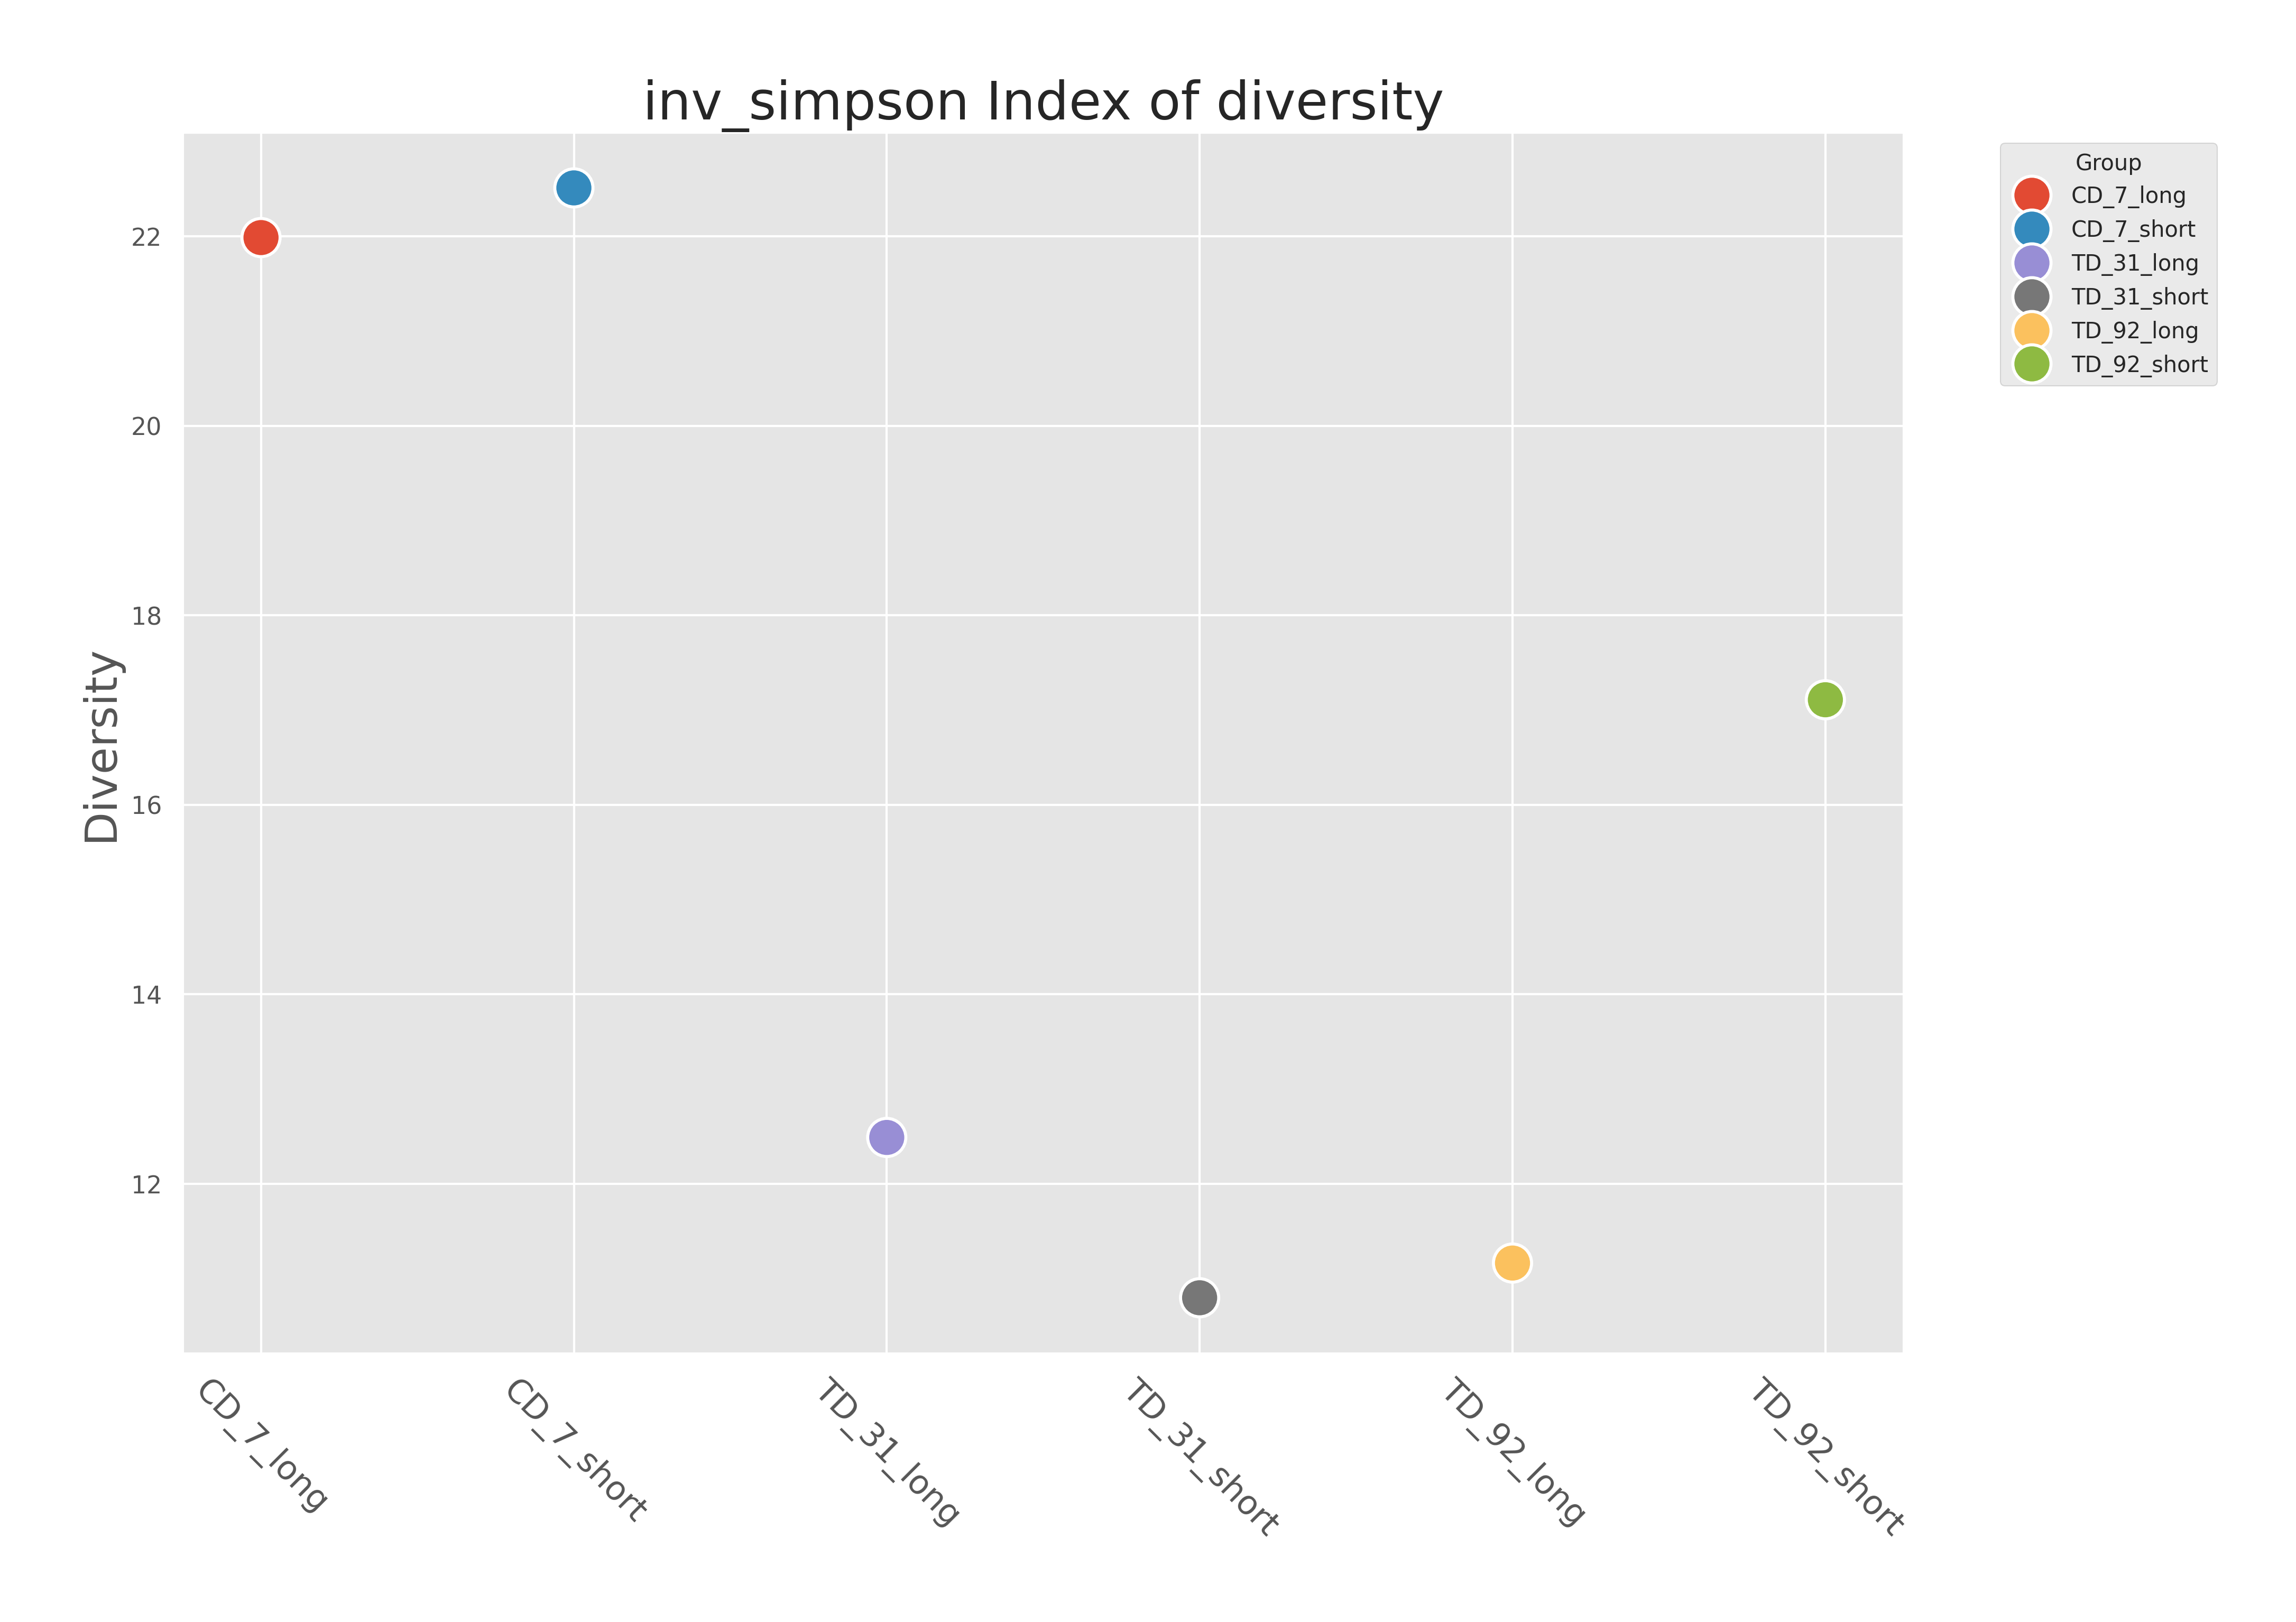 inv_simpson Index of diversity
Diversity
22
20
18
16
14
12
CD_7_long
CD_7_short
TD_31_long
TD_31_short
TD_92_long
TD_92_short
Group
CD_7_long
CD_7_short
TD_31_long
TD_31_short
TD_92_long
TD_92_short